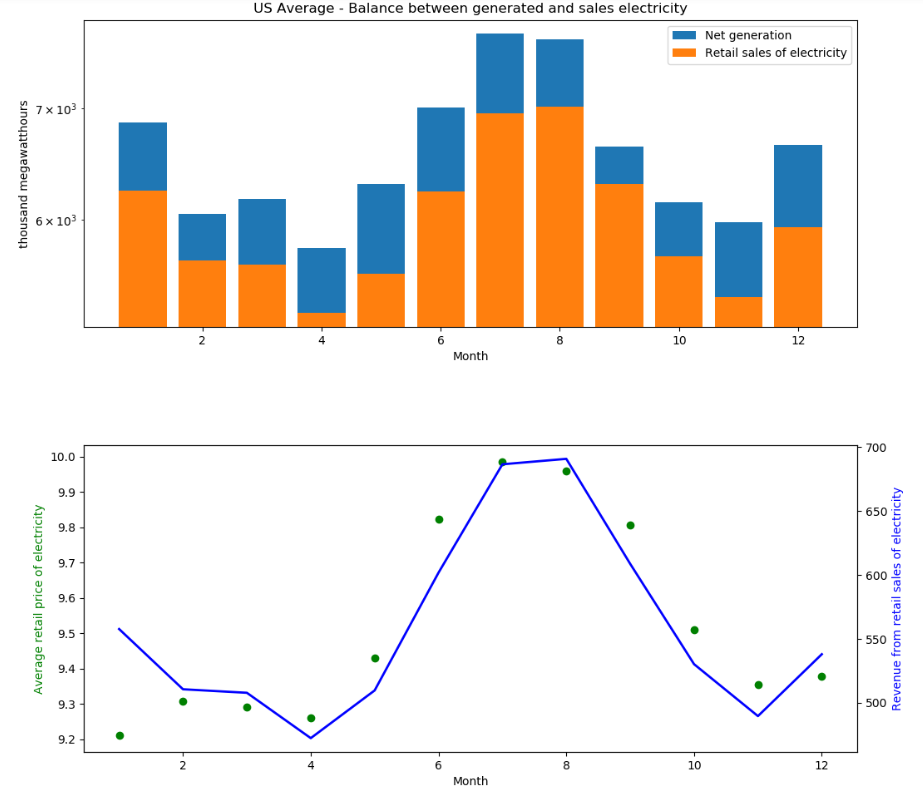 US Average - Balance between generated and sales electricity
Net generation
Retail sales of electricity
thousand megawatthours
7 × 10³
6 × 10³
2 4 6 8 10 12
Month
Average retail price of electricity
10.0
9.9
9.8
9.7
9.6
9.5
9.4
9.3
9.2
700
650
600
550
500
Revenue from retail sales of electricity
2 4 6 8 10 12
Month